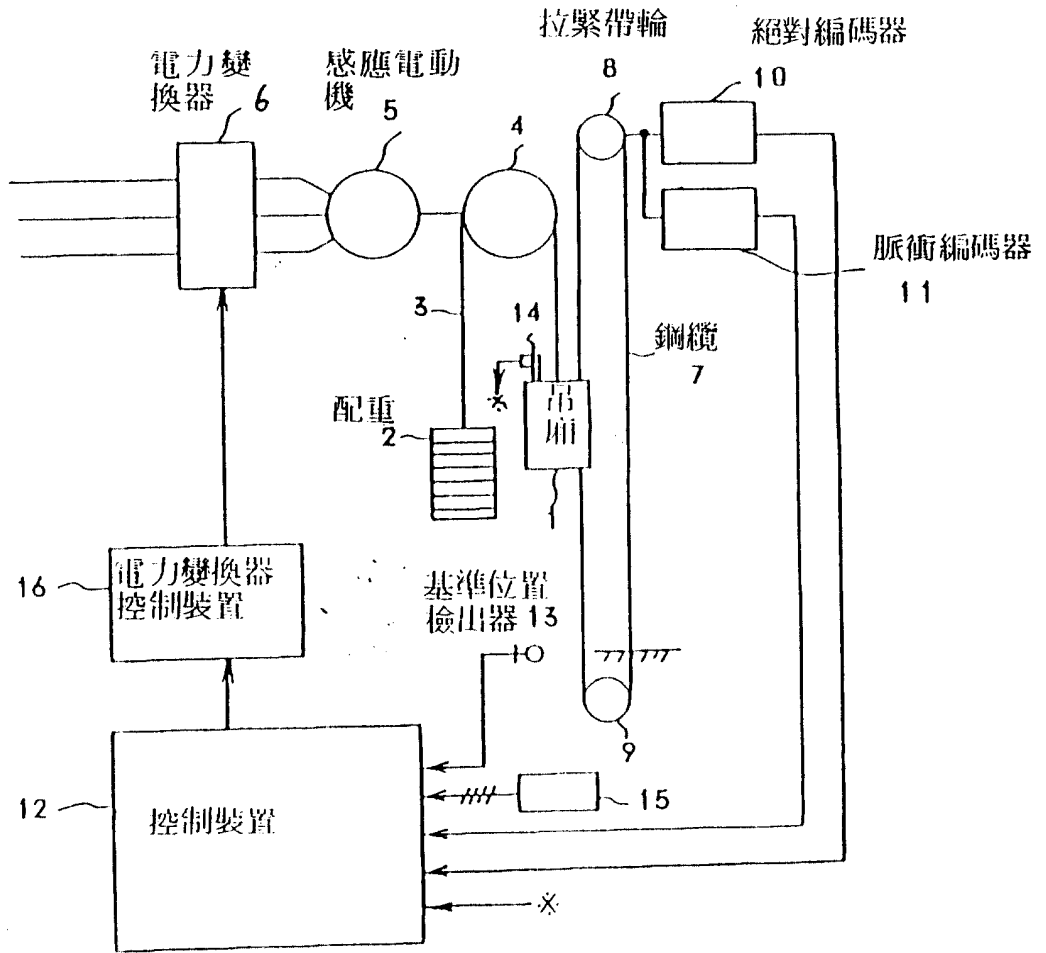 拉緊帶輪
8
絕對編碼器
10
電力變
換器
6
感應電動
機
5
4
脈衝編碼器
11
3
14
鋼纜
7
※
吊
廂
配重
2
1
16
電力變換器
控制裝置
基準位置
檢出器 13
9
12
控制裝置
15
※